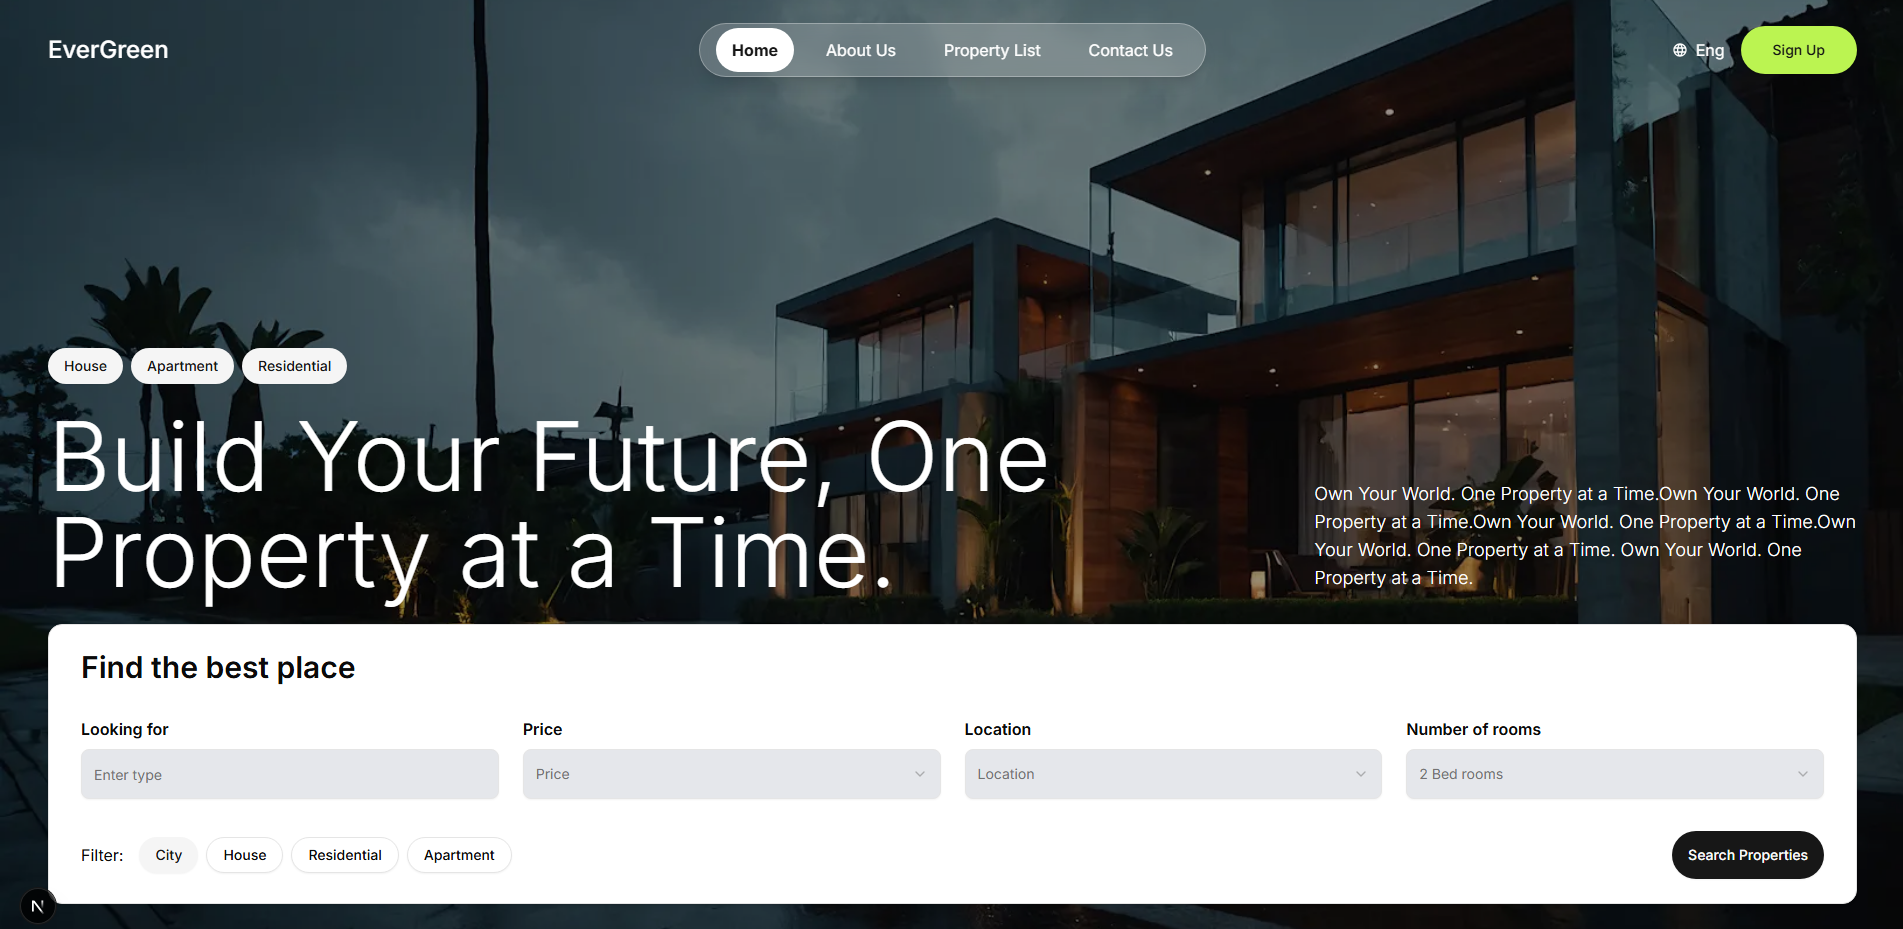 EverGreen
Home
About Us
Property List
Contact Us
Eng
Sign Up
House
Apartment
Residential
Build Your Future, One
Property at a Time.
Own Your World. One Property at a Time.Own Your World. One
Property at a Time.Own Your World. One Property at a Time.Own
Your World. One Property at a Time. Own Your World. One
Property at a Time.
Find the best place
Looking for
Enter type
Price
Price
Location
Location
Number of rooms
2 Bed rooms
Filter:
City
House
Residential
Apartment
Search Properties
N